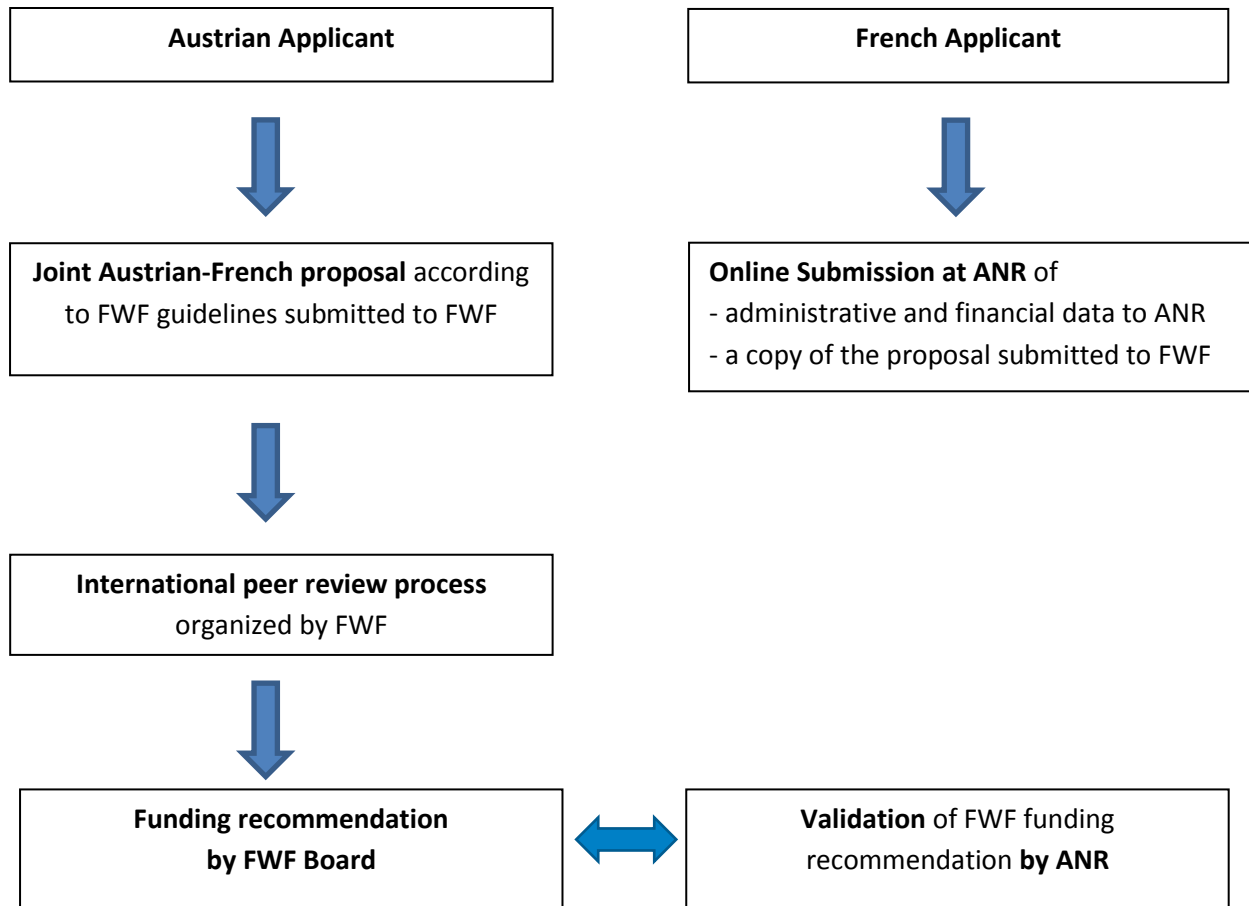 Austrian Applicant
French Applicant
Joint Austrian-French proposal according
to FWF guidelines submitted to FWF
Online Submission at ANR of
- administrative and financial data to ANR
- a copy of the proposal submitted to FWF
International peer review process
organized by FWF
Funding recommendation
by FWF Board
Validation of FWF funding
recommendation by ANR